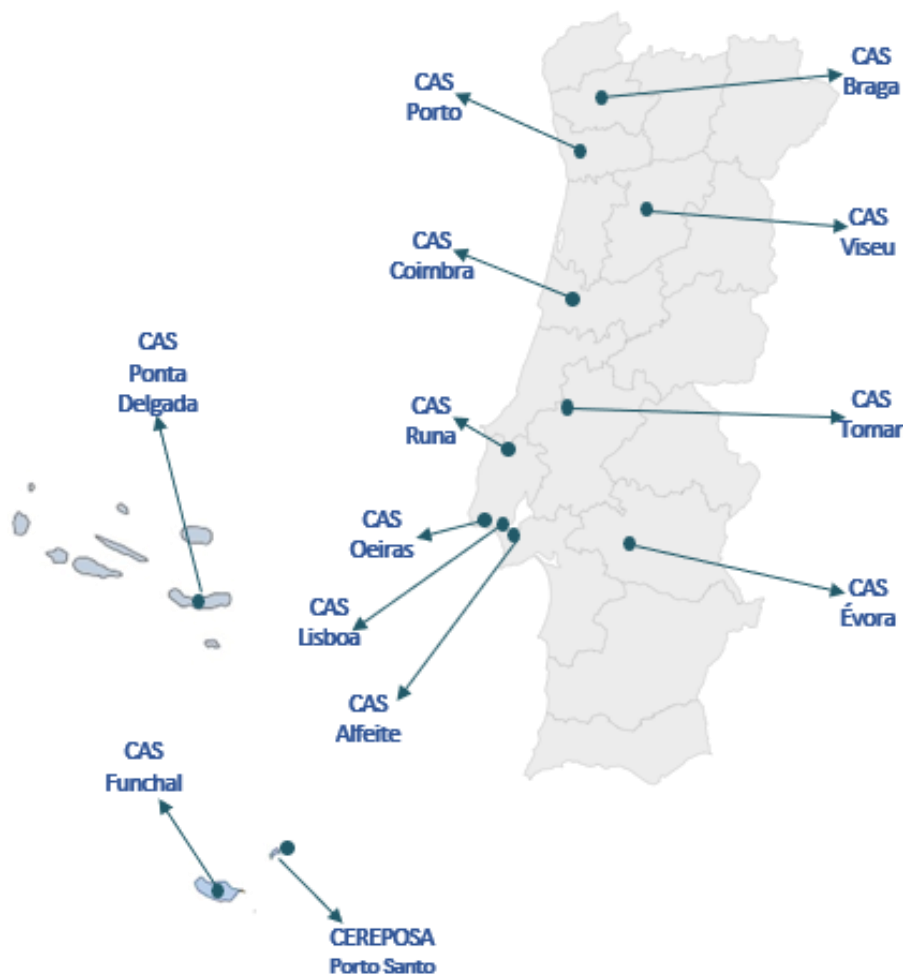 CAS
Braga
CAS
Porto
CAS
Viseu
CAS
Coimbra
CAS
Ponta
Delgada
CAS
Runa
CAS
Tomar
CAS
Oeiras
CAS
Lisboa
CAS
Évora
CAS
Alfeite
CAS
Funchal
CEREPOSA
Porto Santo